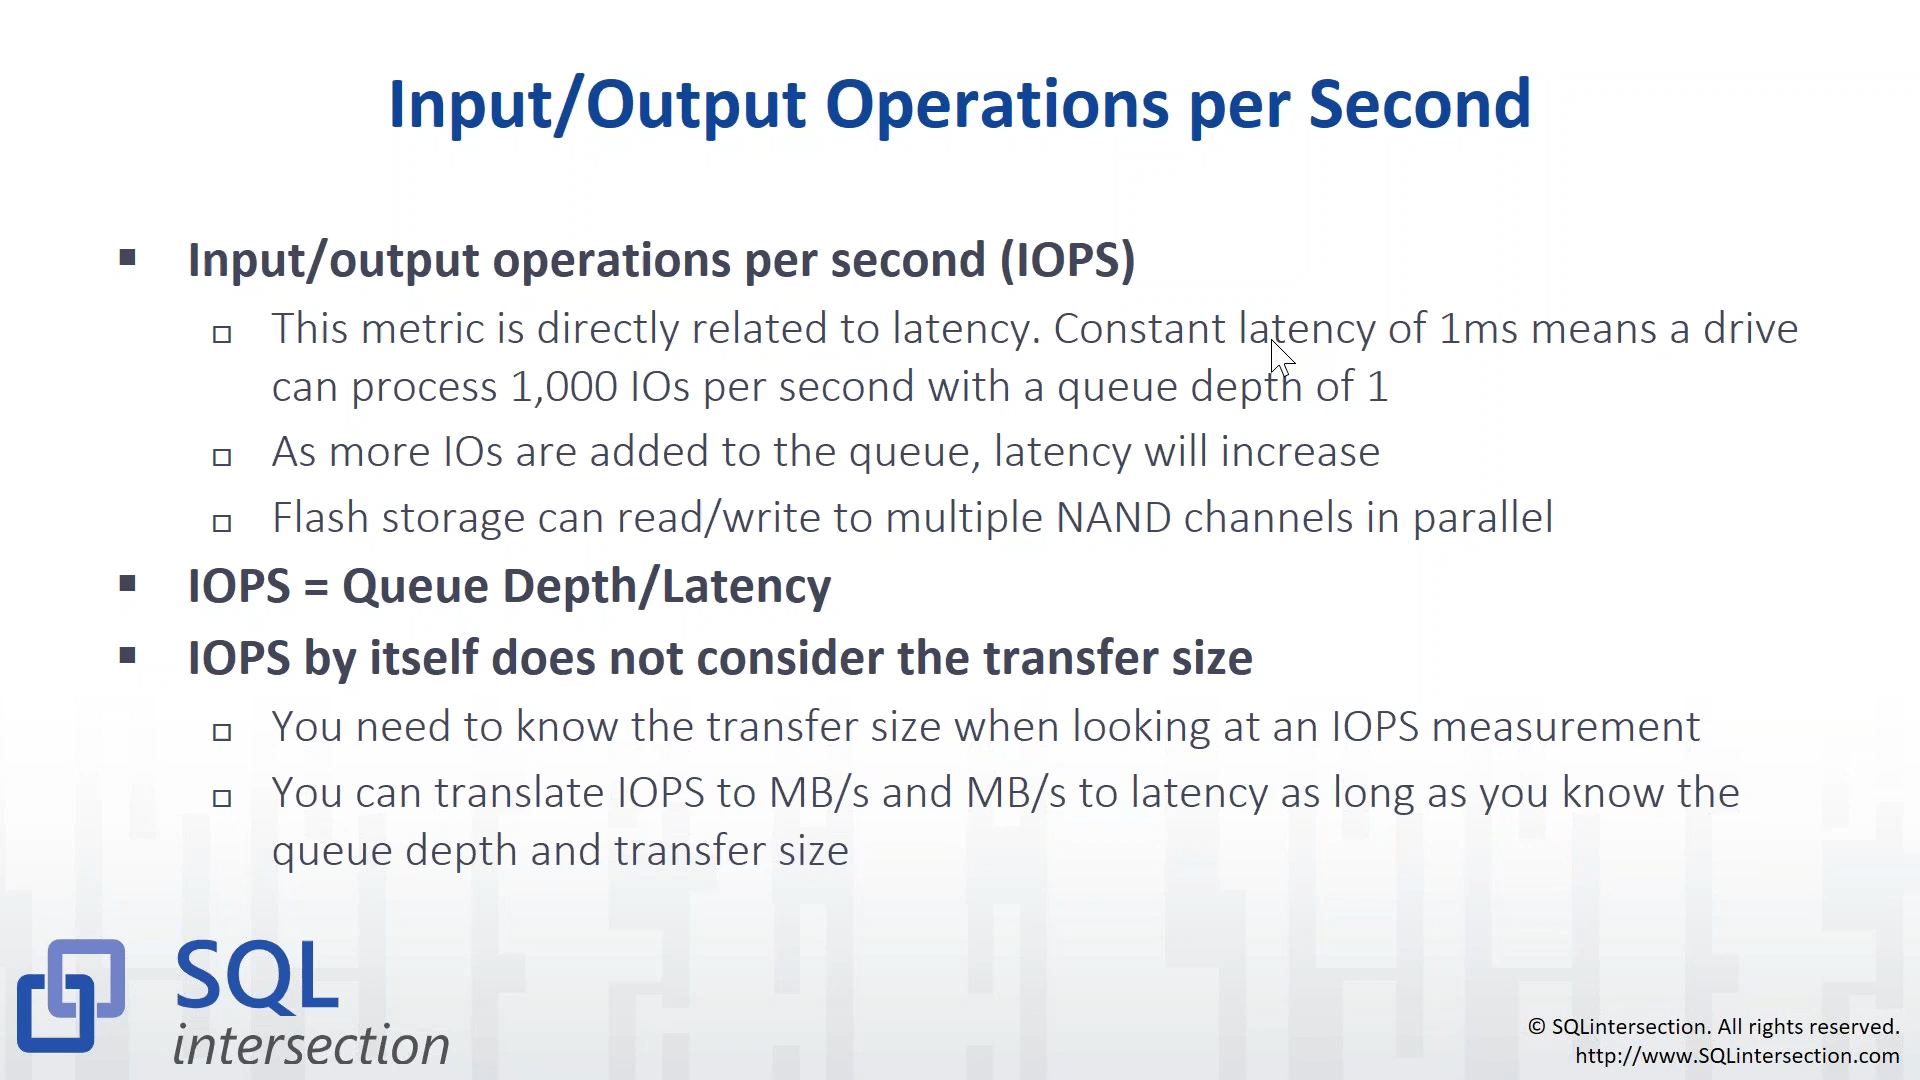 Input/Output Operations per Second
Input/output operations per second (IOPS)
This metric is directly related to latency. Constant latency of 1ms means a drive
can process 1,000 IOs per second with a queue depth of 1
As more IOs are added to the queue, latency will increase
Flash storage can read/write to multiple NAND channels in parallel
IOPS = Queue Depth/Latency
IOPS by itself does not consider the transfer size
You need to know the transfer size when looking at an IOPS measurement
You can translate IOPS to MB/s and MB/s to latency as long as you know the
queue depth and transfer size
SQL
intersection
© SQLintersection. All rights reserved.
http://www.SQLintersection.com